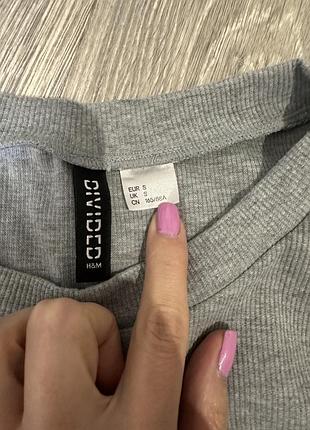 DIVIDED
H&M
EUR S
UK S
CN 165/88A